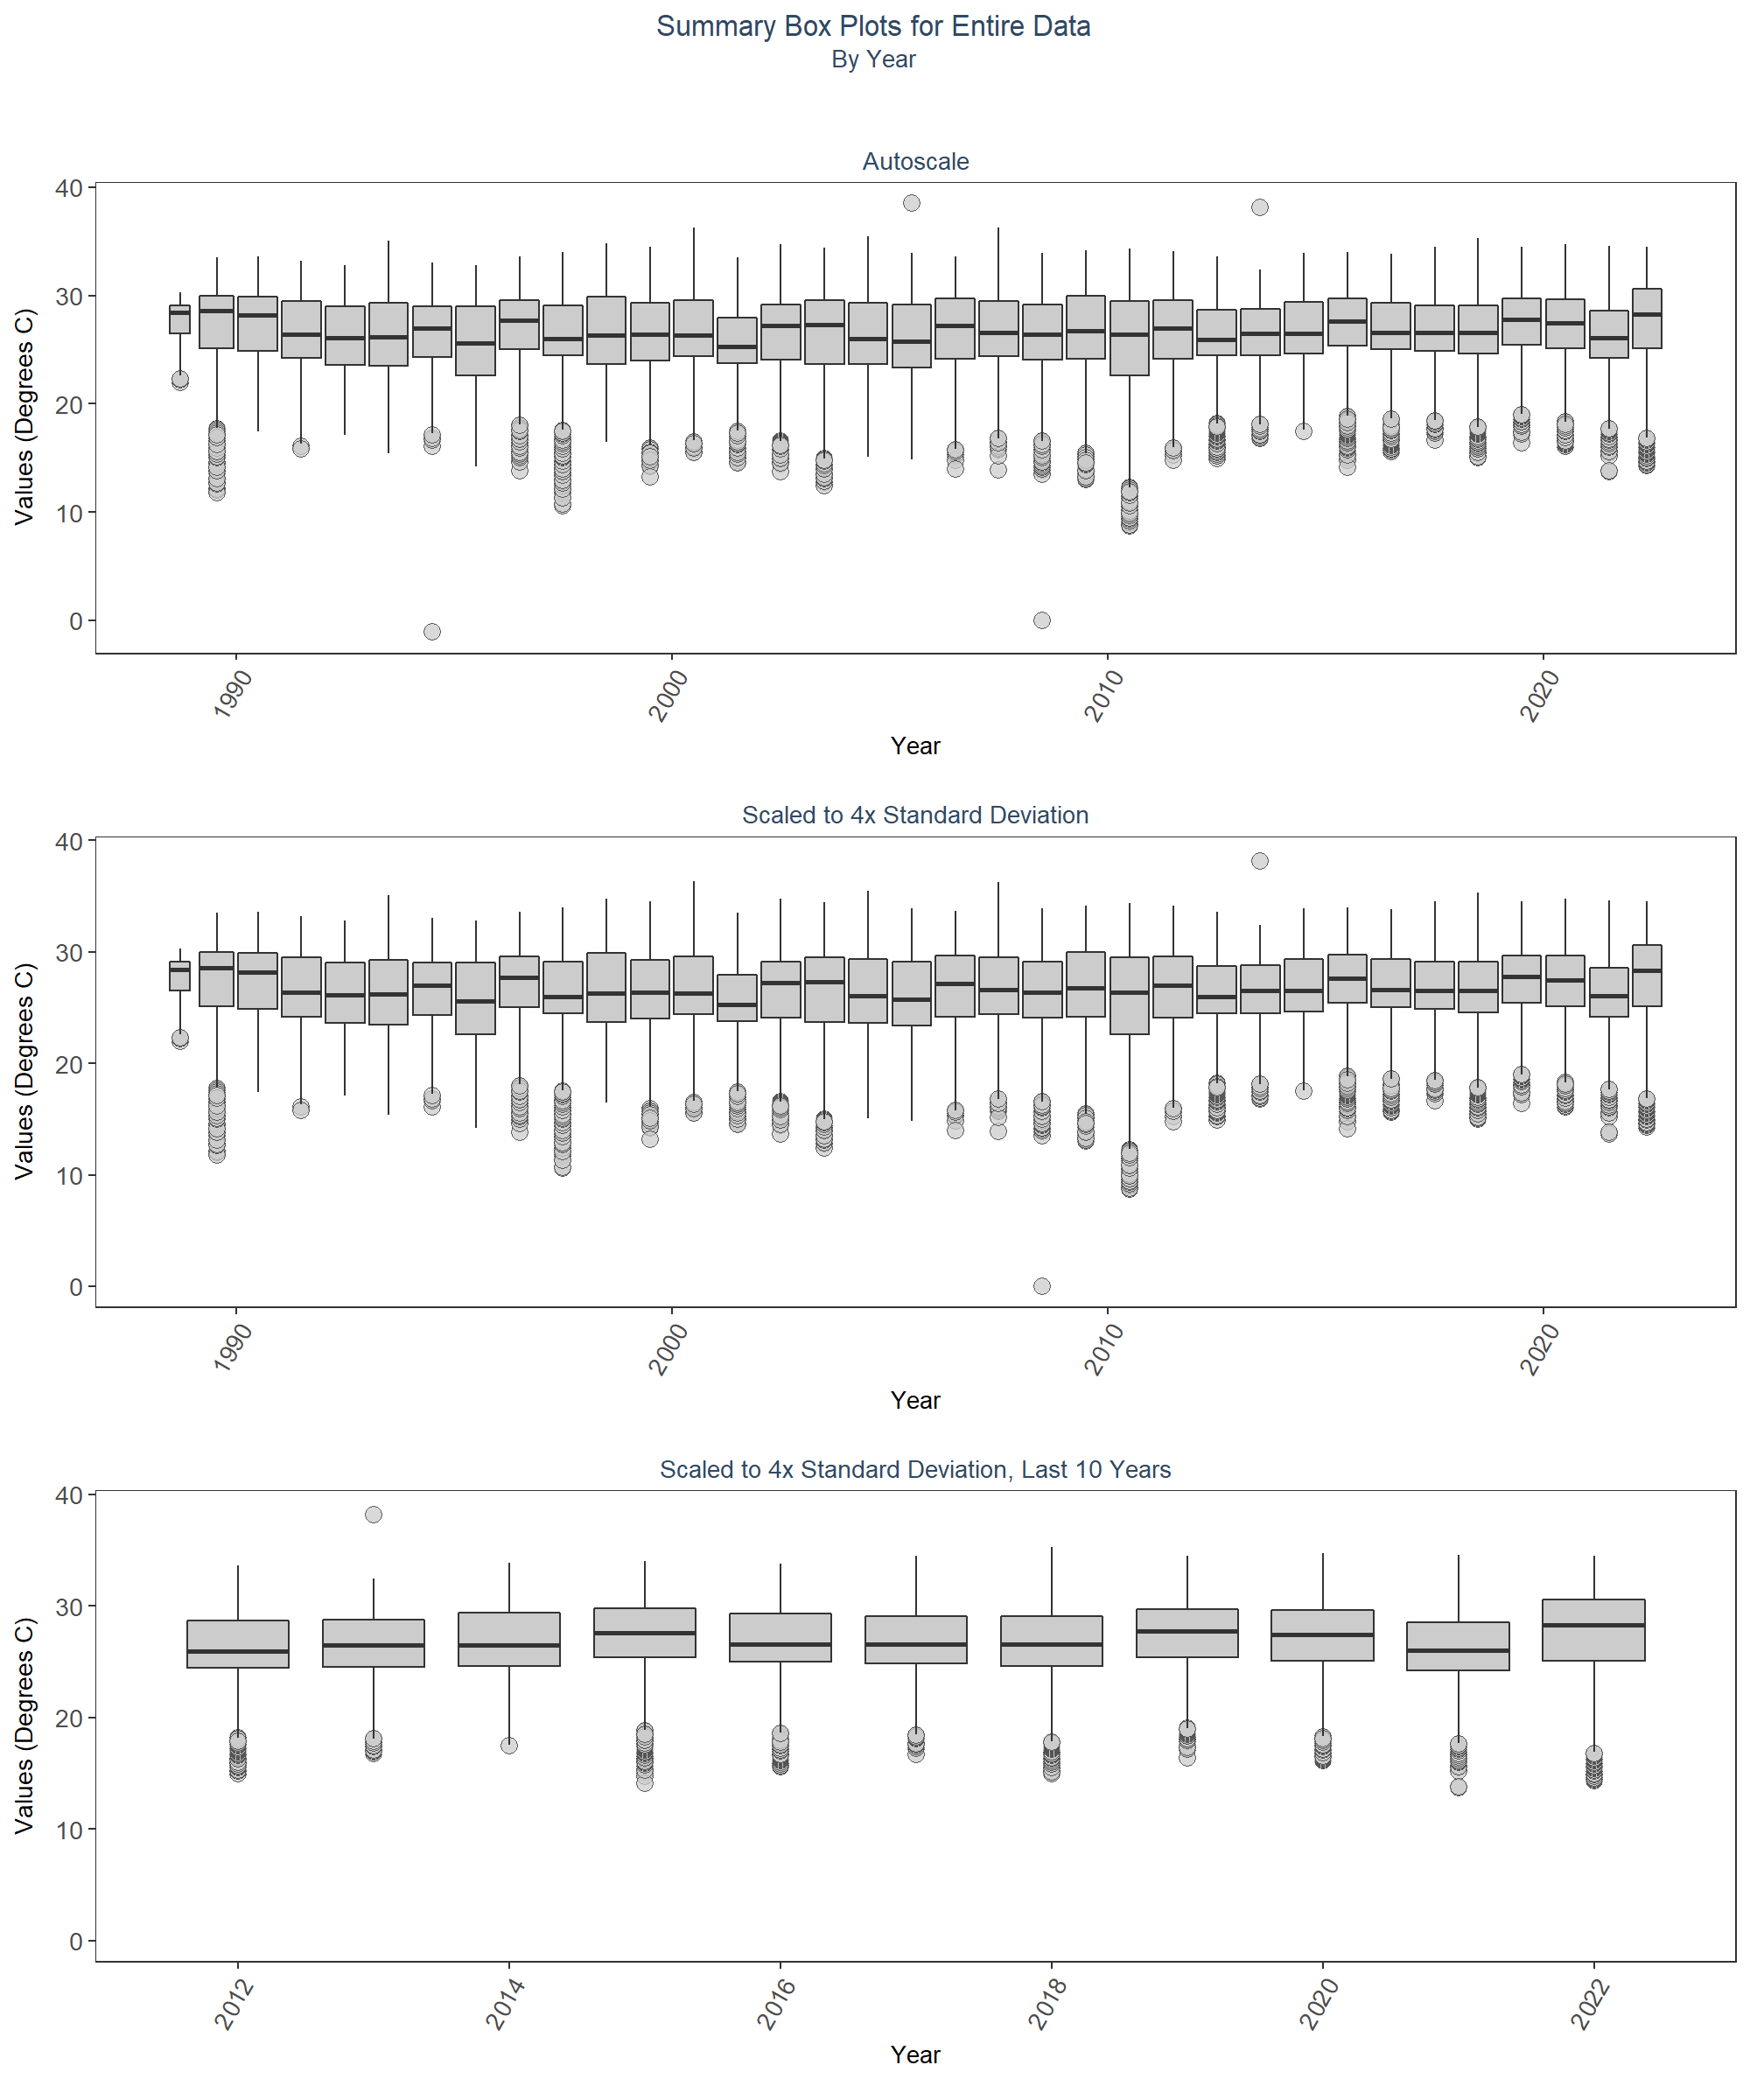 Summary Box Plots for Entire Data
By Year
Autoscale
Values (Degrees C)
40
30
20
10
0
1990
2000
2010
2020
Year
Scaled to 4x Standard Deviation
Values (Degrees C)
40
30
20
10
0
1990
2000
2010
2020
Year
Scaled to 4x Standard Deviation, Last 10 Years
Values (Degrees C)
40
30
20
10
0
2012
2014
2016
2018
2020
2022
Year